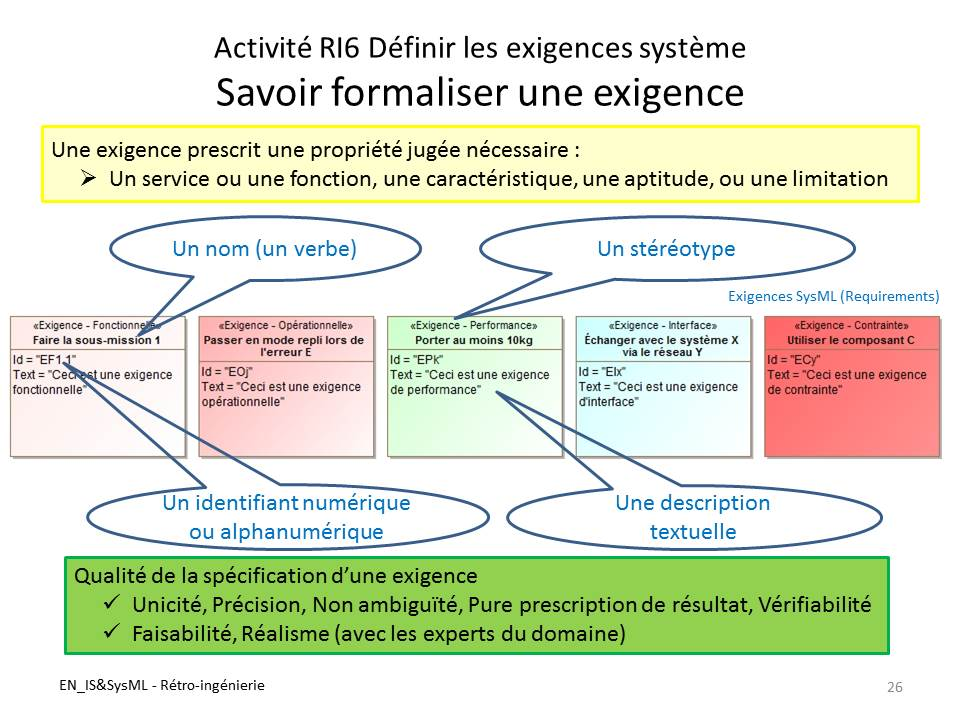 Activité RI6 Définir les exigences système
Savoir formaliser une exigence
Une exigence prescrit une propriété jugée nécessaire :
Un service ou une fonction, une caractéristique, une aptitude, ou une limitation
Un nom (un verbe)
Un stéréotype
Exigences SysML (Requirements)
«Exigence - Fonctionnelle»
Faire la sous-mission 1
Id = "EF1.1"
Text = "Ceci est une exigence
fonctionnelle"
«Exigence - Opérationnelle»
Passer en mode repli lors de
l'erreur E
Id = "EOj"
Text = "Ceci est une exigence
opérationnelle"
«Exigence - Performance»
Porter au moins 10kg
Id = "EPk"
Text = "Ceci est une exigence
de performance"
«Exigence - Interface»
Échanger avec le système X
via le réseau Y
Id = "EIx"
Text = "Ceci est une exigence
d'interface"
«Exigence - Contrainte»
Utiliser le composant C
Id = "ECy"
Text = "Ceci est une exigence
de contrainte"
Un identifiant numérique
ou alphanumérique
Une description
textuelle
Qualité de la spécification d’une exigence
Unicité, Précision, Non ambiguïté, Pure prescription de résultat, Vérifiabilité
Faisabilité, Réalisme (avec les experts du domaine)
EN_IS&SysML - Rétro-ingénierie
26